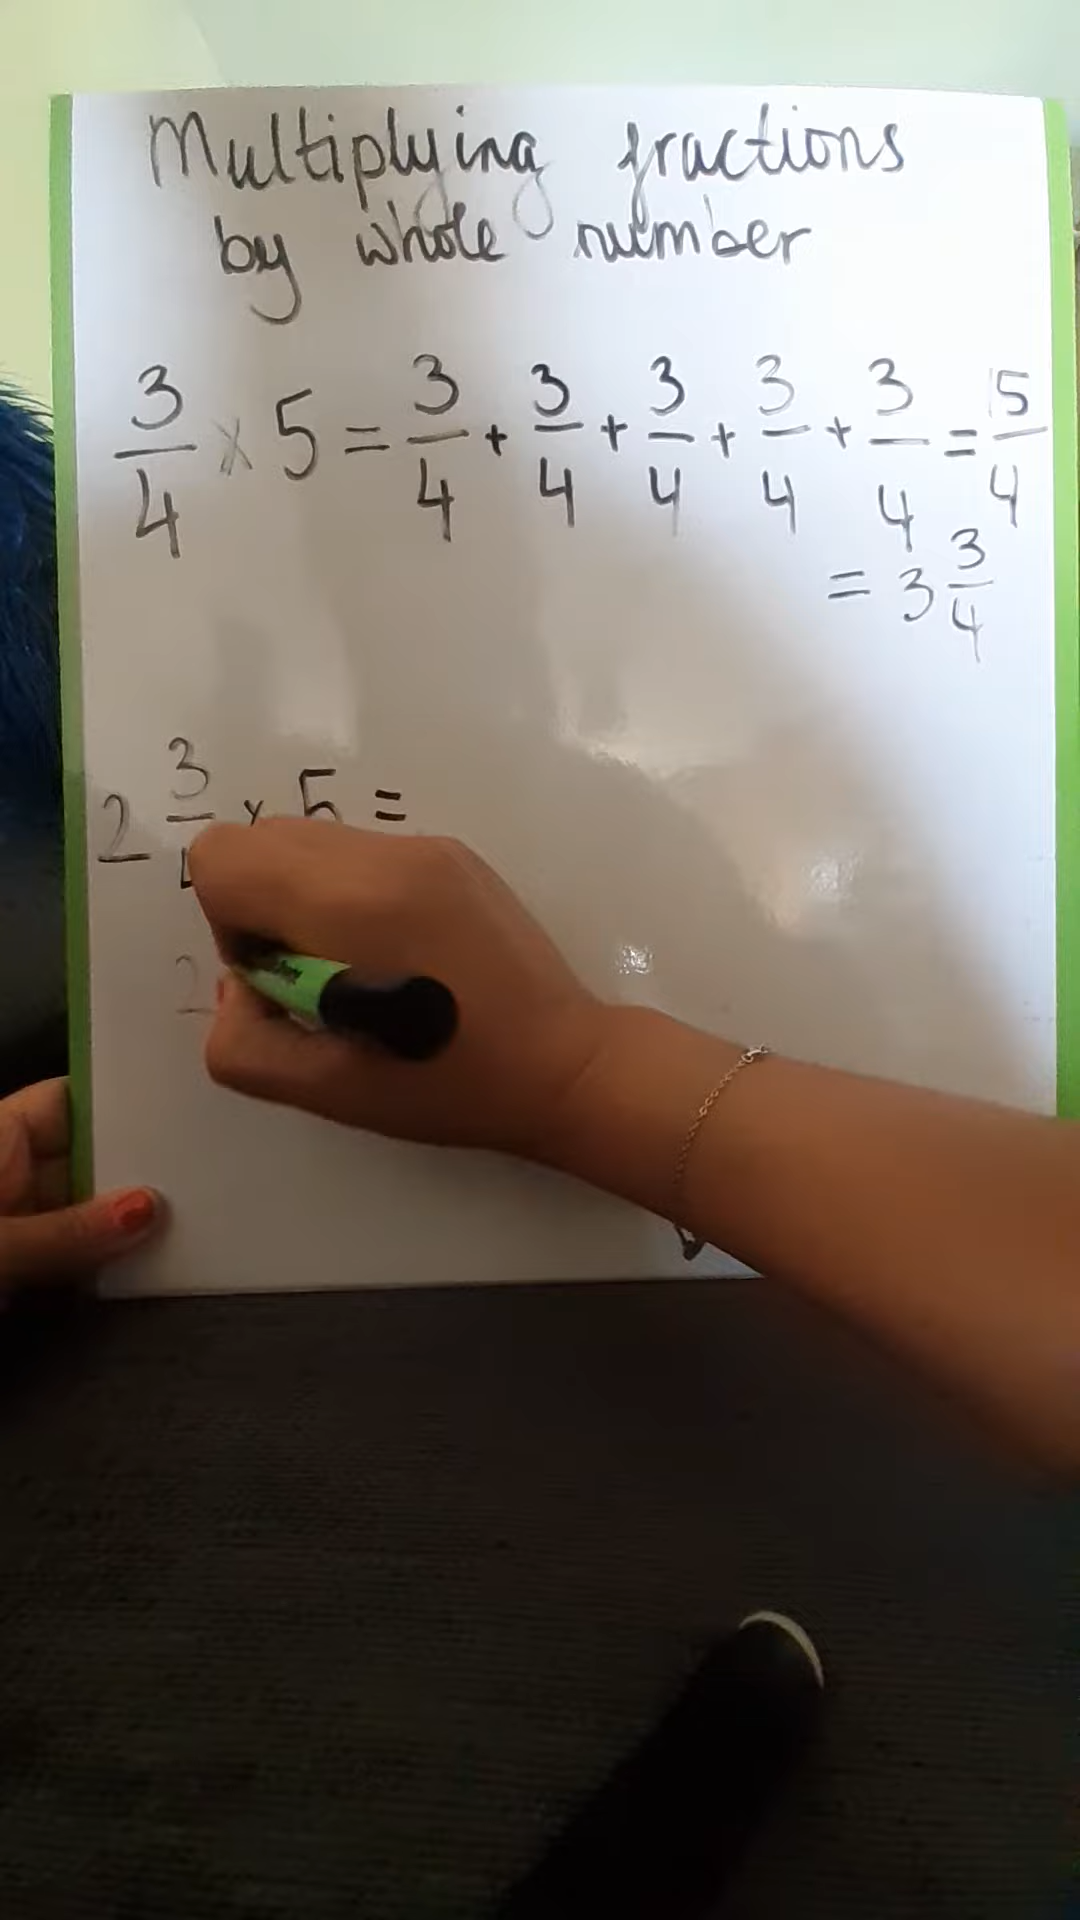 Multiplying fractions
by whole number
3/4 × 5 = 3/4 + 3/4 + 3/4 + 3/4 + 3/4 = 15/4
= 3 3/4
2 3/4 × 5 =
2